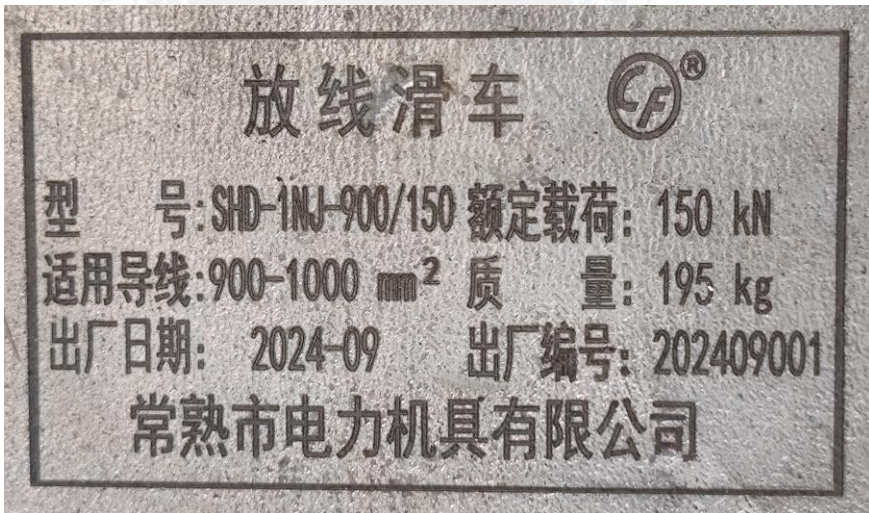 放线滑车 CF®
型 号:SHD-1NJ-900/150 额定载荷: 150 kN
适用导线:900-1000 mm² 质 量: 195 kg
出厂日期: 2024-09 出厂编号: 202409001
常熟市电力机具有限公司